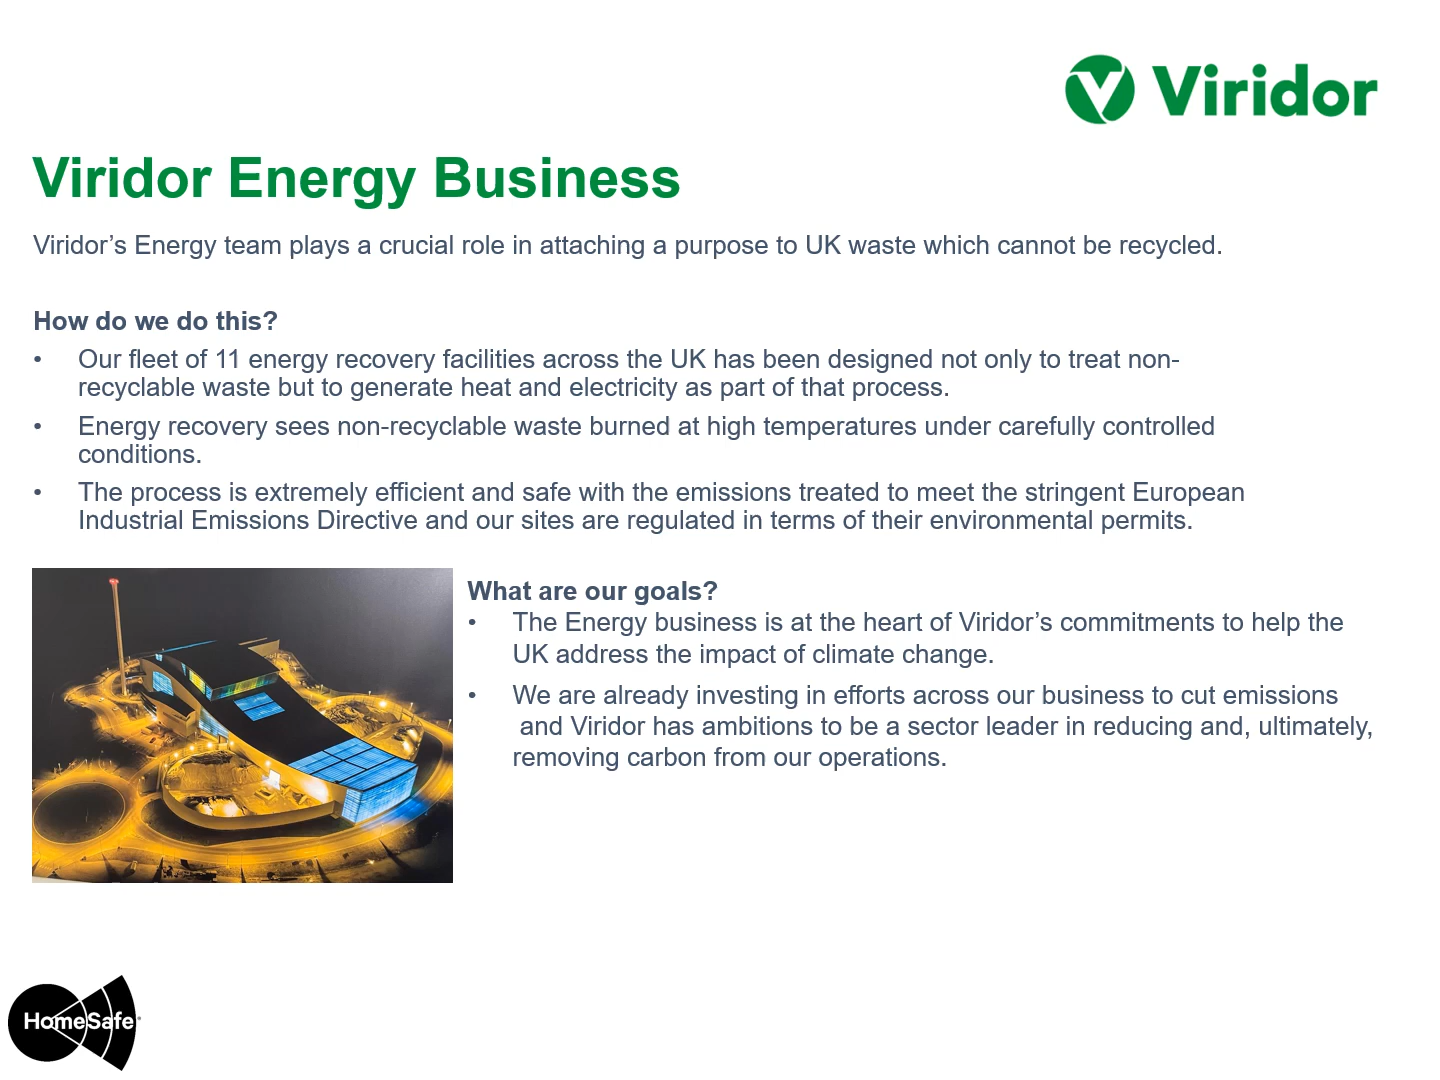 Viridor
Viridor Energy Business
Viridor’s Energy team plays a crucial role in attaching a purpose to UK waste which cannot be recycled.
How do we do this?
• Our fleet of 11 energy recovery facilities across the UK has been designed not only to treat non-
recyclable waste but to generate heat and electricity as part of that process.
• Energy recovery sees non-recyclable waste burned at high temperatures under carefully controlled
conditions.
• The process is extremely efficient and safe with the emissions treated to meet the stringent European
Industrial Emissions Directive and our sites are regulated in terms of their environmental permits.
What are our goals?
• The Energy business is at the heart of Viridor’s commitments to help the
UK address the impact of climate change.
• We are already investing in efforts across our business to cut emissions
and Viridor has ambitions to be a sector leader in reducing and, ultimately,
removing carbon from our operations.
HomeSafe